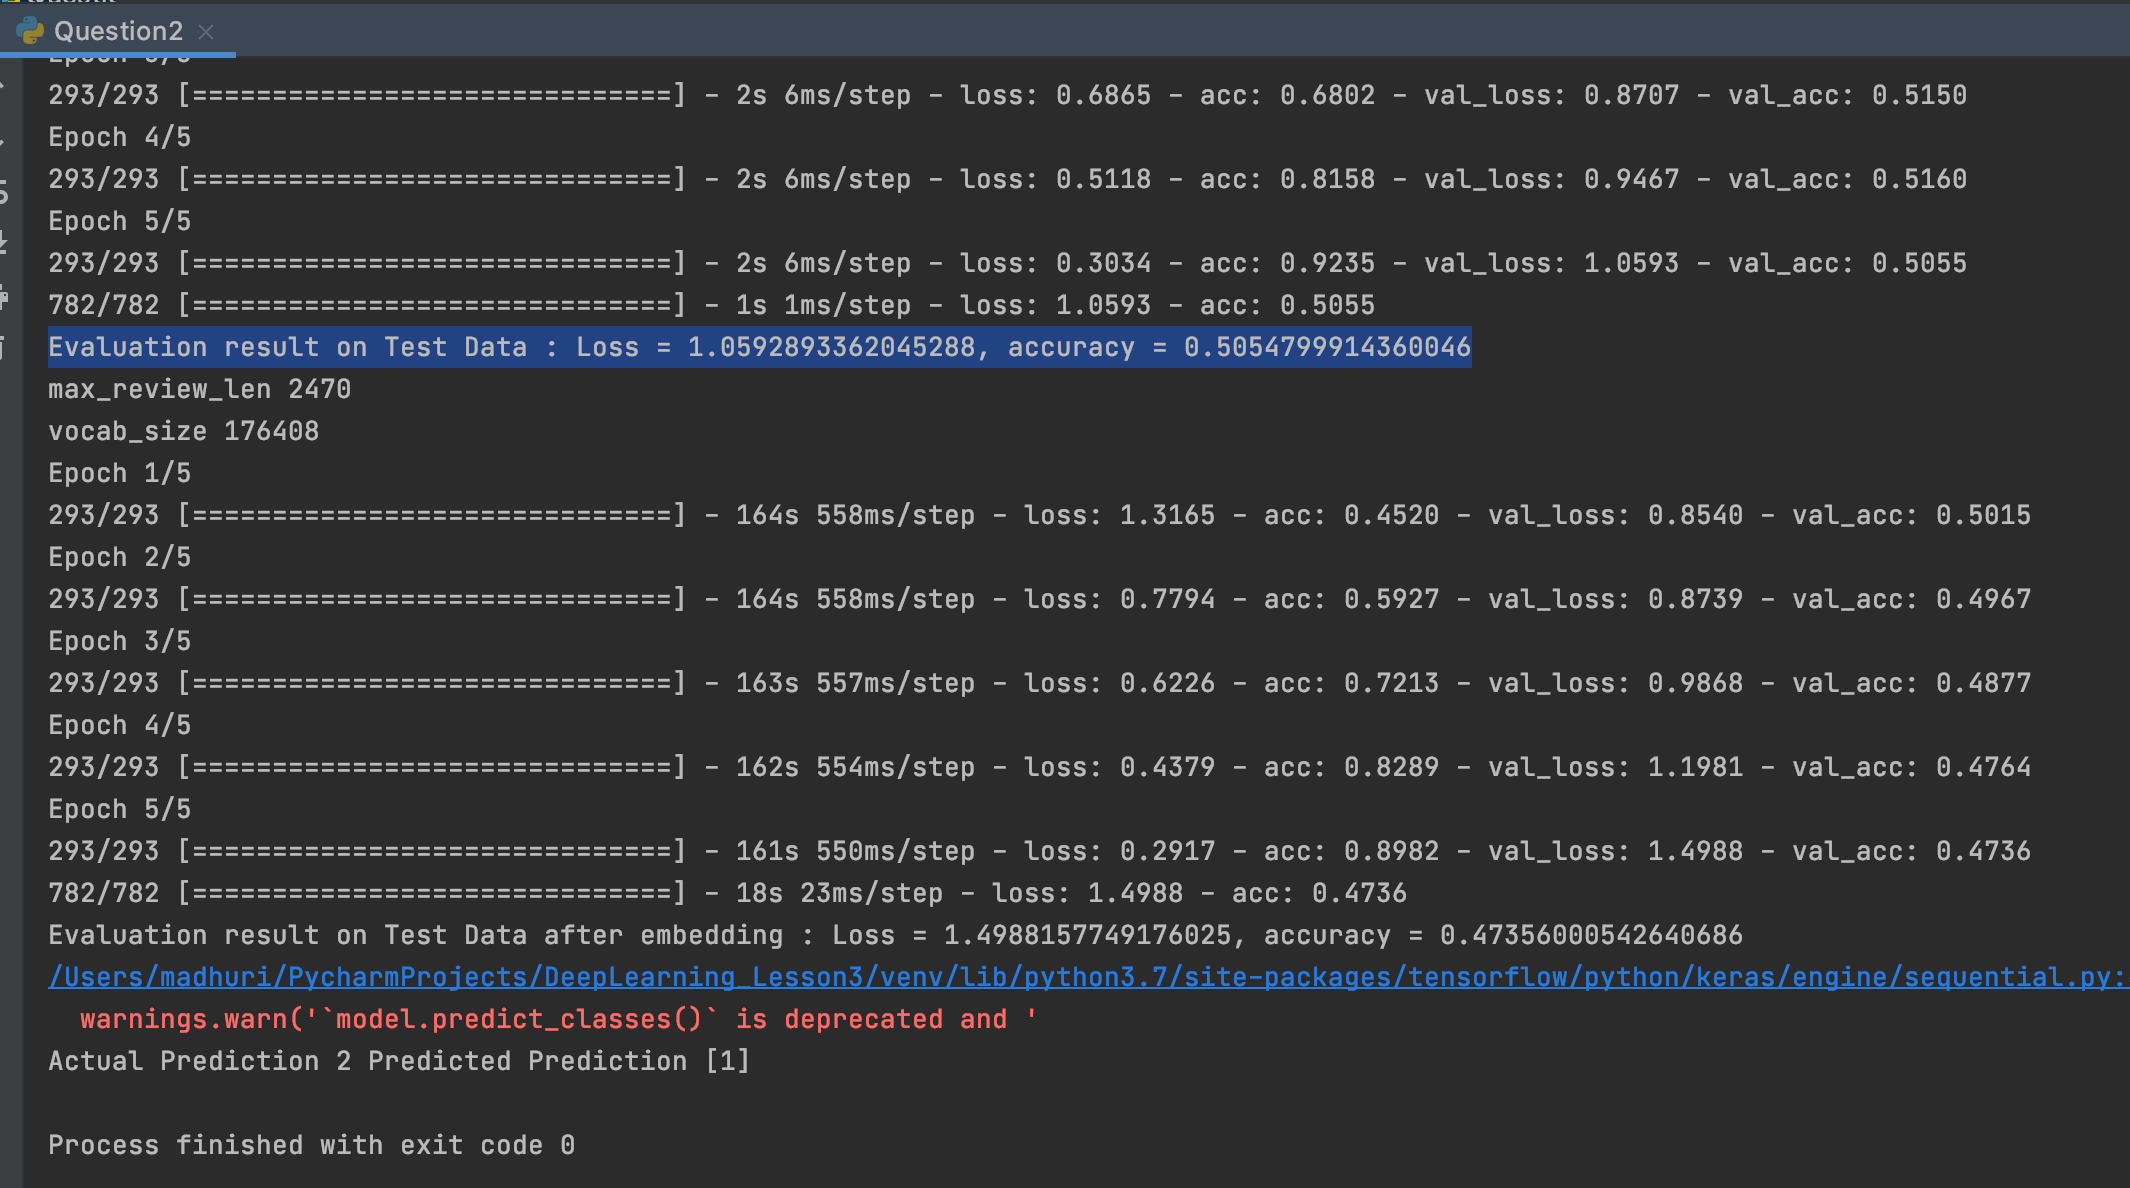 Question2
293/293 [==============================] - 2s 6ms/step - loss: 0.6865 - acc: 0.6802 - val_loss: 0.8707 - val_acc: 0.5150
Epoch 4/5
293/293 [==============================] - 2s 6ms/step - loss: 0.5118 - acc: 0.8158 - val_loss: 0.9467 - val_acc: 0.5160
Epoch 5/5
293/293 [==============================] - 2s 6ms/step - loss: 0.3034 - acc: 0.9235 - val_loss: 1.0593 - val_acc: 0.5055
782/782 [==============================] - 1s 1ms/step - loss: 1.0593 - acc: 0.5055
Evaluation result on Test Data : Loss = 1.0592893362045288, accuracy = 0.5054799914360046
max_review_len 2470
vocab_size 176408
Epoch 1/5
293/293 [==============================] - 164s 558ms/step - loss: 1.3165 - acc: 0.4520 - val_loss: 0.8540 - val_acc: 0.5015
Epoch 2/5
293/293 [==============================] - 164s 558ms/step - loss: 0.7794 - acc: 0.5927 - val_loss: 0.8739 - val_acc: 0.4967
Epoch 3/5
293/293 [==============================] - 163s 557ms/step - loss: 0.6226 - acc: 0.7213 - val_loss: 0.9868 - val_acc: 0.4877
Epoch 4/5
293/293 [==============================] - 162s 554ms/step - loss: 0.4379 - acc: 0.8289 - val_loss: 1.1981 - val_acc: 0.4764
Epoch 5/5
293/293 [==============================] - 161s 550ms/step - loss: 0.2917 - acc: 0.8982 - val_loss: 1.4988 - val_acc: 0.4736
782/782 [==============================] - 18s 23ms/step - loss: 1.4988 - acc: 0.4736
Evaluation result on Test Data after embedding : Loss = 1.4988157749176025, accuracy = 0.47356000542640686
/Users/madhuri/PycharmProjects/DeepLearning_Lesson3/venv/lib/python3.7/site-packages/tensorflow/python/keras/engine/sequential.py:
warnings.warn('`model.predict_classes()` is deprecated and '
Actual Prediction 2 Predicted Prediction [1]
Process finished with exit code 0